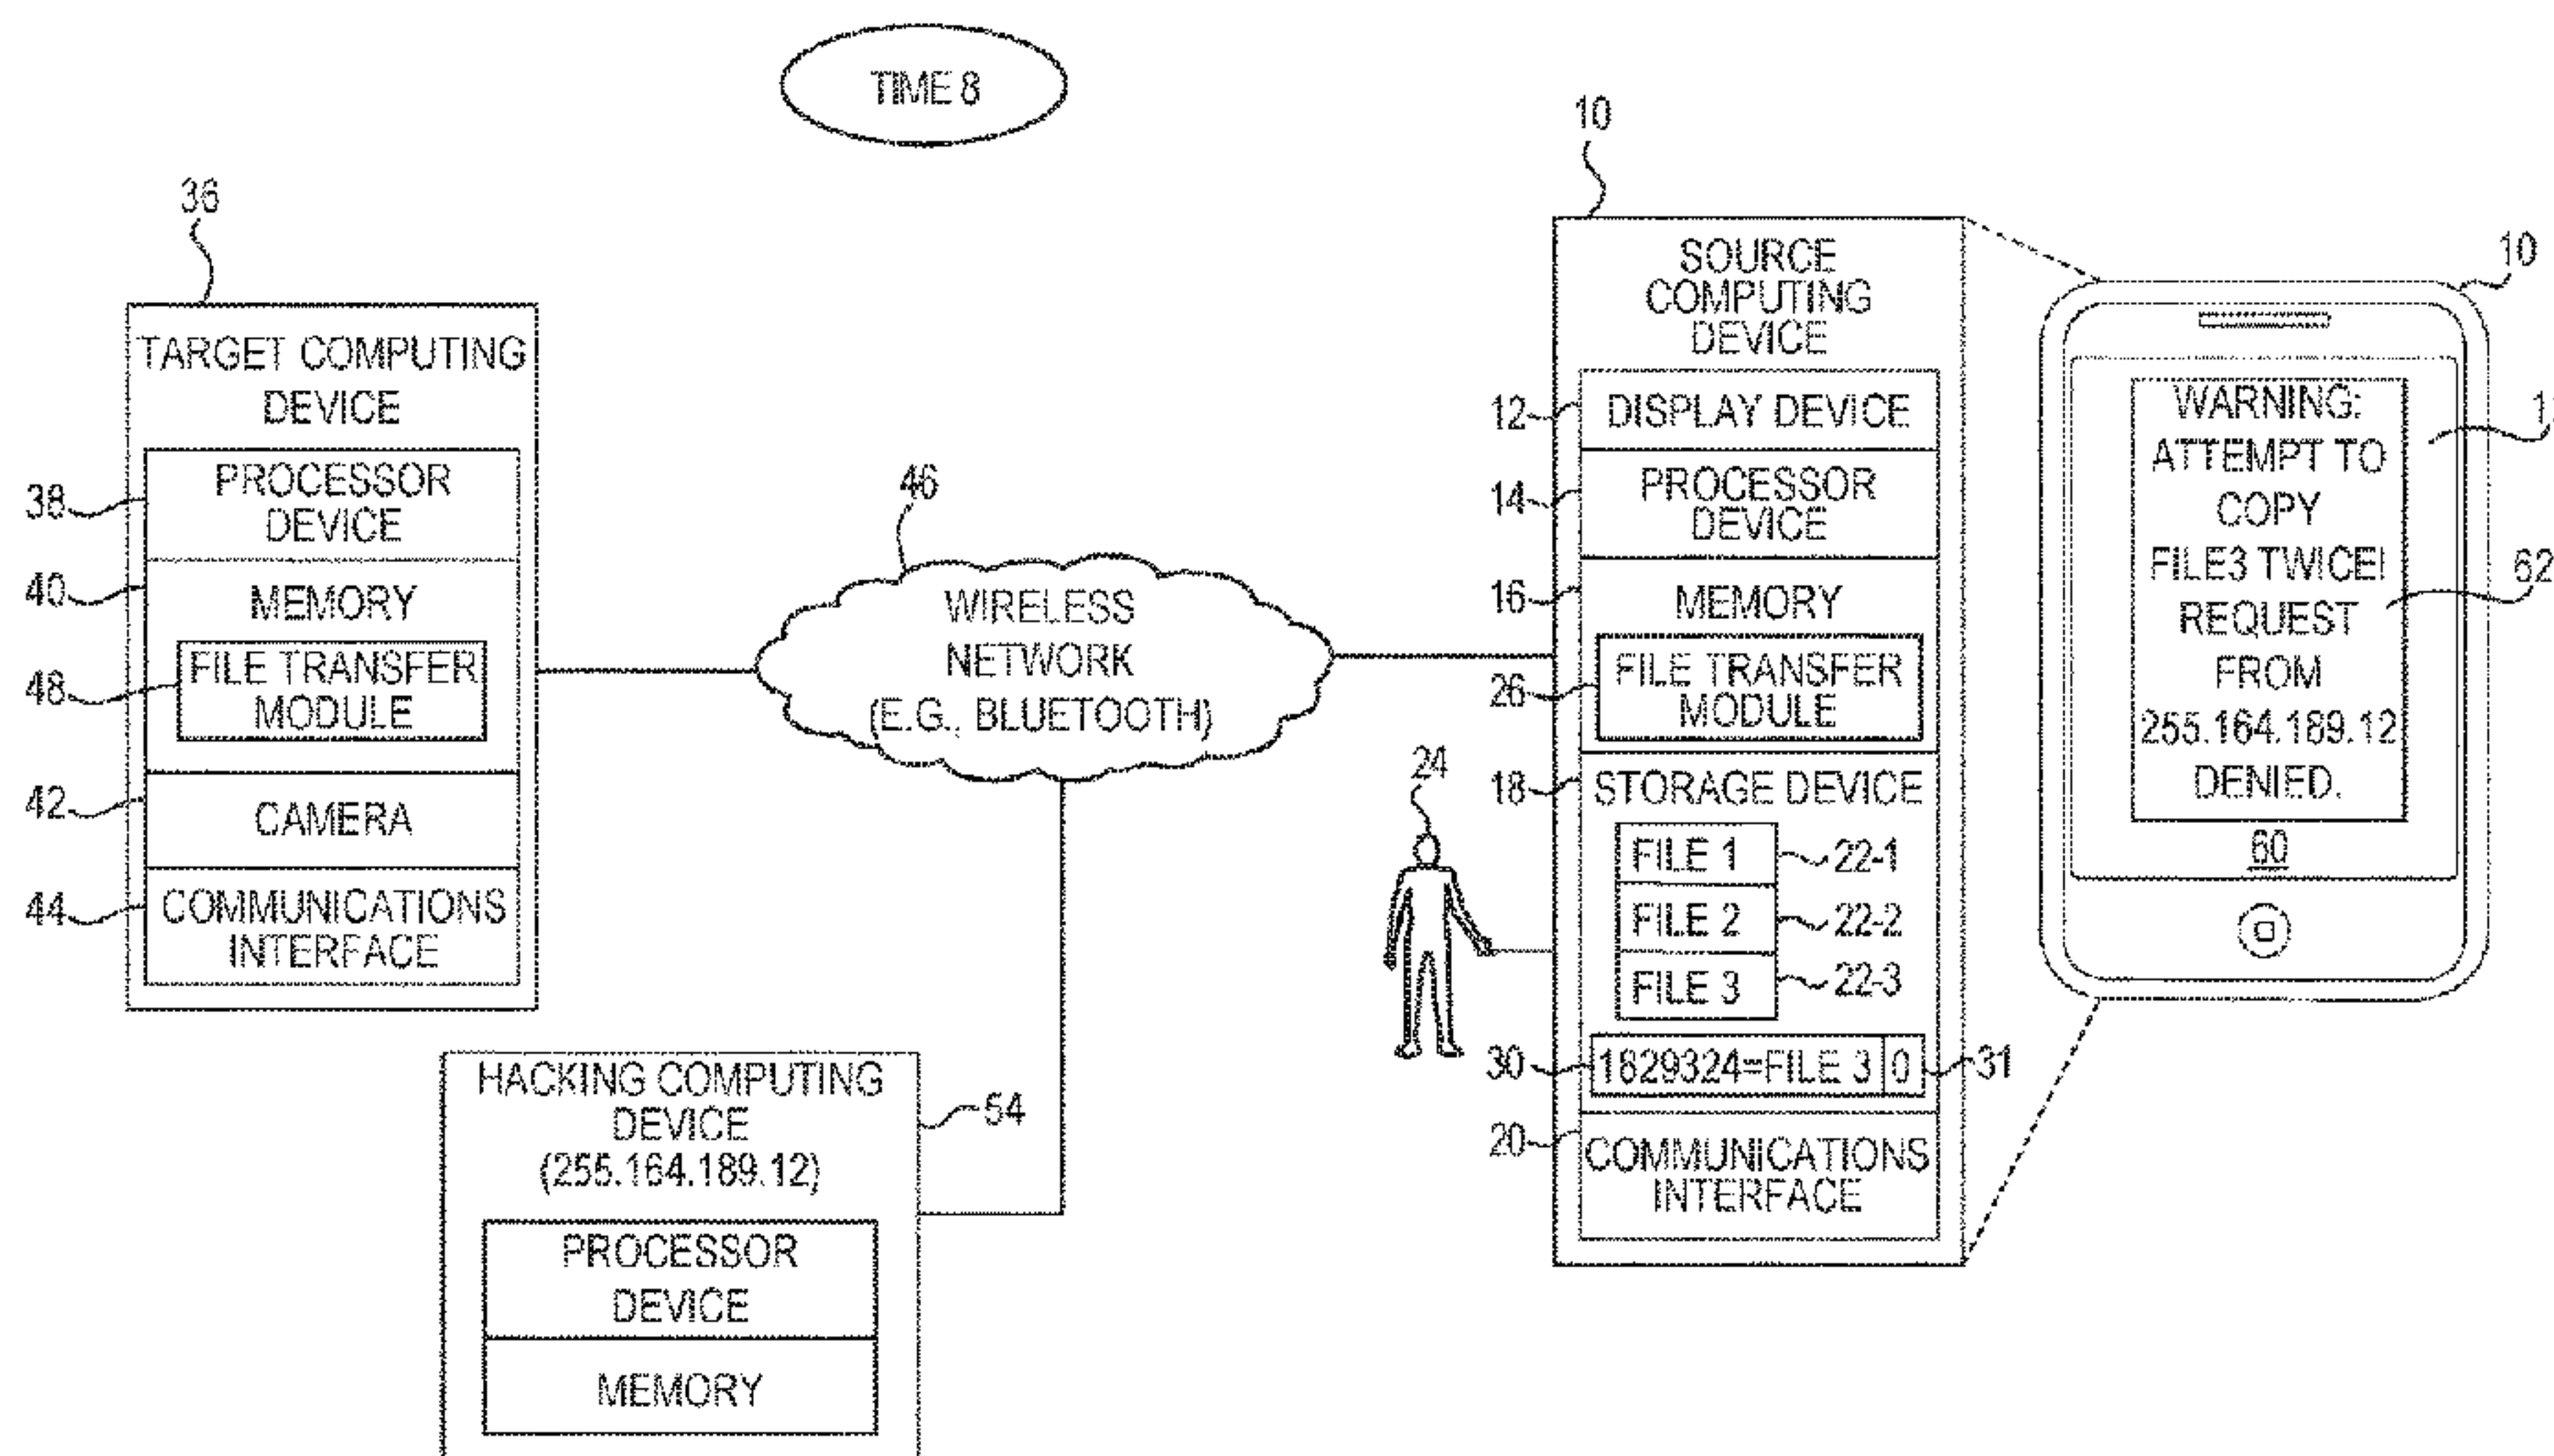 TIME 8
36
TARGET COMPUTING
DEVICE
38
PROCESSOR
DEVICE
40
MEMORY
48
FILE TRANSFER
MODULE
42
CAMERA
44
COMMUNICATIONS
INTERFACE
46
WIRELESS
NETWORK
(E.G., BLUETOOTH)
HACKING COMPUTING
DEVICE
(255.164.189.12)
54
PROCESSOR
DEVICE
MEMORY
24
10
SOURCE
COMPUTING
DEVICE
12
DISPLAY DEVICE
14
PROCESSOR
DEVICE
16
MEMORY
26
FILE TRANSFER
MODULE
18
STORAGE DEVICE
FILE 1
22-1
FILE 2
22-2
FILE 3
22-3
30
1829324=FILE 3
0
31
20
COMMUNICATIONS
INTERFACE
10
WARNING:
ATTEMPT TO
COPY
FILE3 TWICE!
REQUEST
FROM
255.164.189.12
DENIED.
62
60